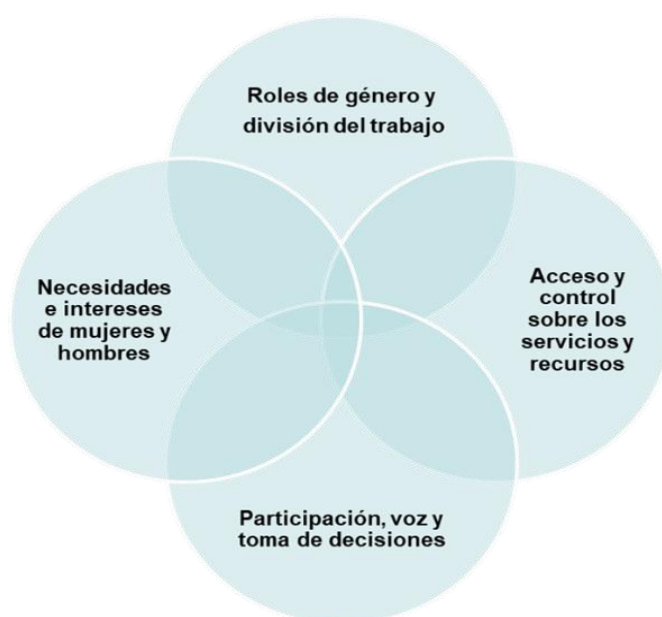 Roles de género y
división del trabajo
Necesidades
e intereses
de mujeres y
hombres
Acceso y
control
sobre los
servicios y
recursos
Participación, voz y
toma de decisiones